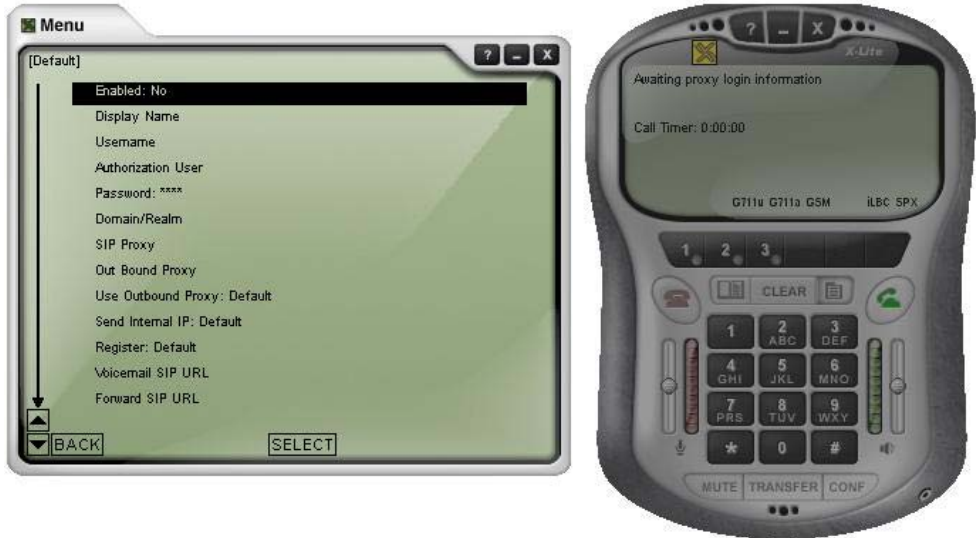 Menu
[Default]
? - X
Enabled: No
Display Name
Username
Authorization User
Password: ****
Domain/Realm
SIP Proxy
Out Bound Proxy
Use Outbound Proxy: Default
Send Internal IP: Default
Register: Default
Voicemail SIP URL
Forward SIP URL
BACK
SELECT
? - X
X-Lite
Awaiting proxy login information
Call Timer: 0:00:00
G711u G711a GSM iLBC SPX
1 2 3
CLEAR
1
2 ABC
3 DEF
4 GHI
5 JKL
6 MNO
7 PRS
8 TUV
9 WXY
*
0
#
MUTE TRANSFER CONF